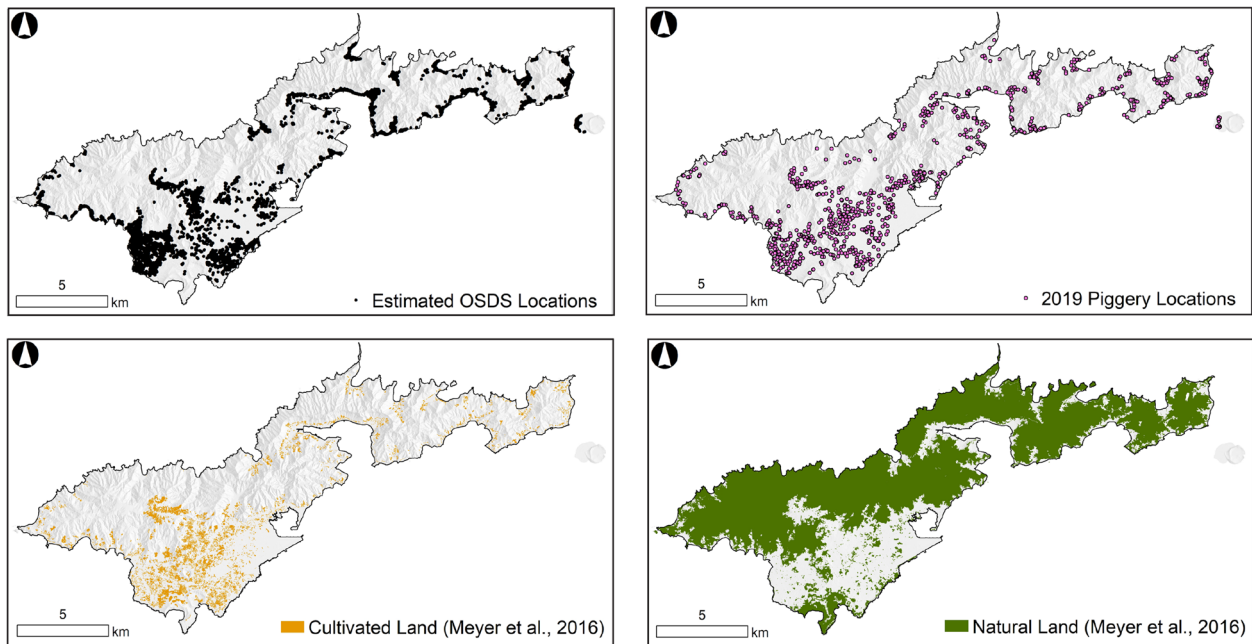 5
km
Estimated OSDS Locations
5
km
2019 Piggery Locations
5
km
Cultivated Land (Meyer et al., 2016)
5
km
Natural Land (Meyer et al., 2016)